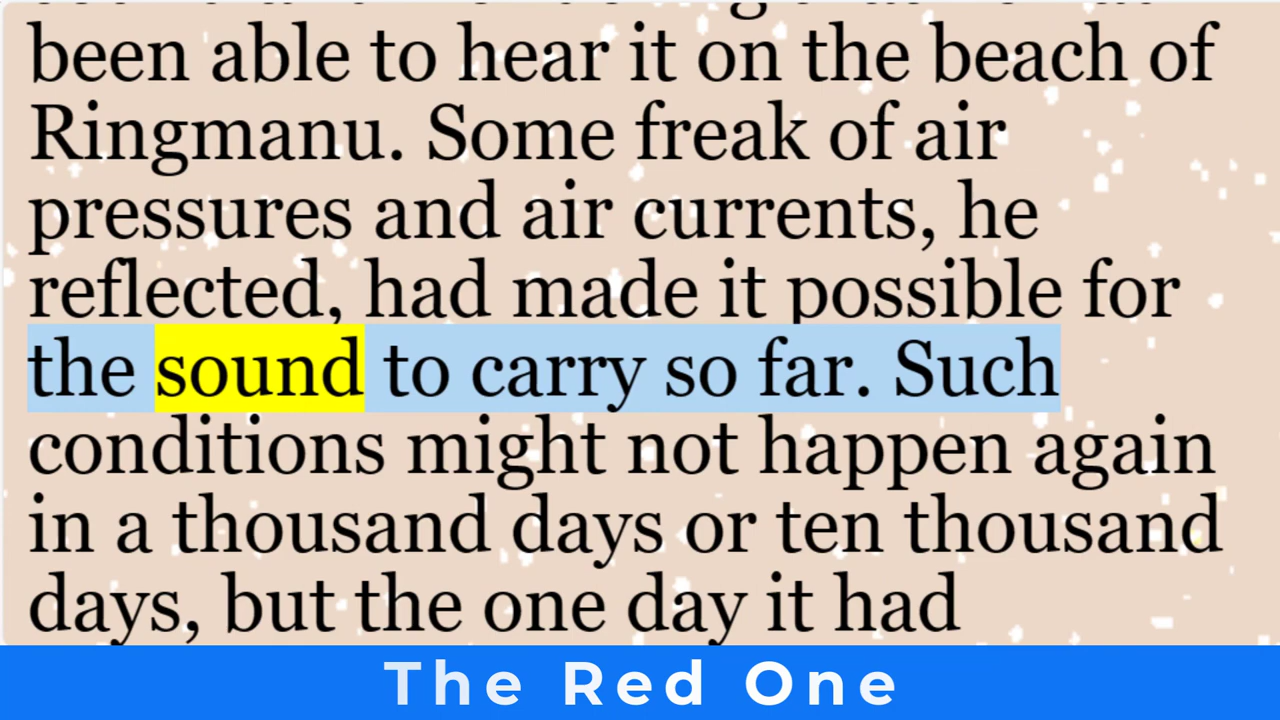 been able to hear it on the beach of
Ringmanu. Some freak of air
pressures and air currents, he
reflected, had made it possible for
the sound to carry so far. Such
conditions might not happen again
in a thousand days or ten thousand
days, but the one day it had
The Red One